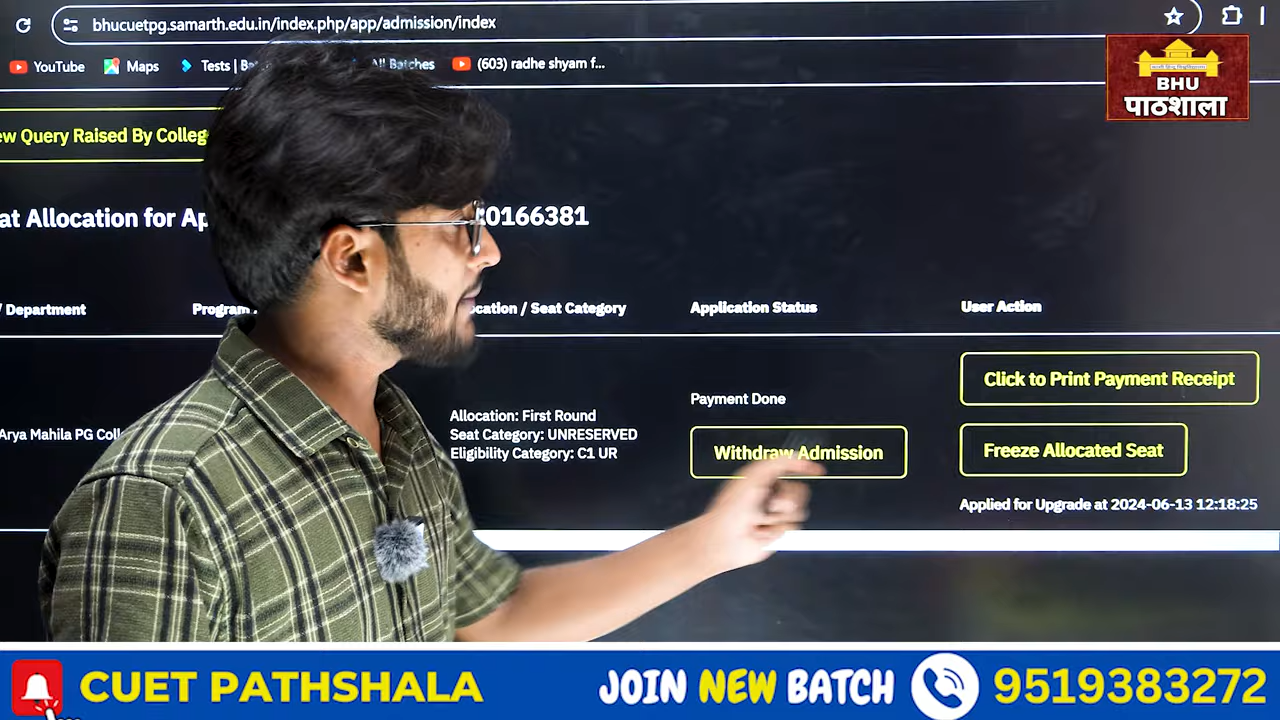 bhucuetpg.samarth.edu.in/index.php/app/admission/index
YouTube Maps Tests | All Batches (603) radhe shyam f...
BHU
पाठशाला
ew Query Raised By Colleg
at Allocation for Ap 0166381
/ Department Program cation / Seat Category Application Status User Action
Click to Print Payment Receipt
Payment Done
Allocation: First Round
Arya Mahila PG Coll Seat Category: UNRESERVED
Eligibility Category: C1 UR
Withdraw Admission
Freeze Allocated Seat
Applied for Upgrade at 2024-06-13 12:18:25
CUET PATHSHALA JOIN NEW BATCH 9519383272